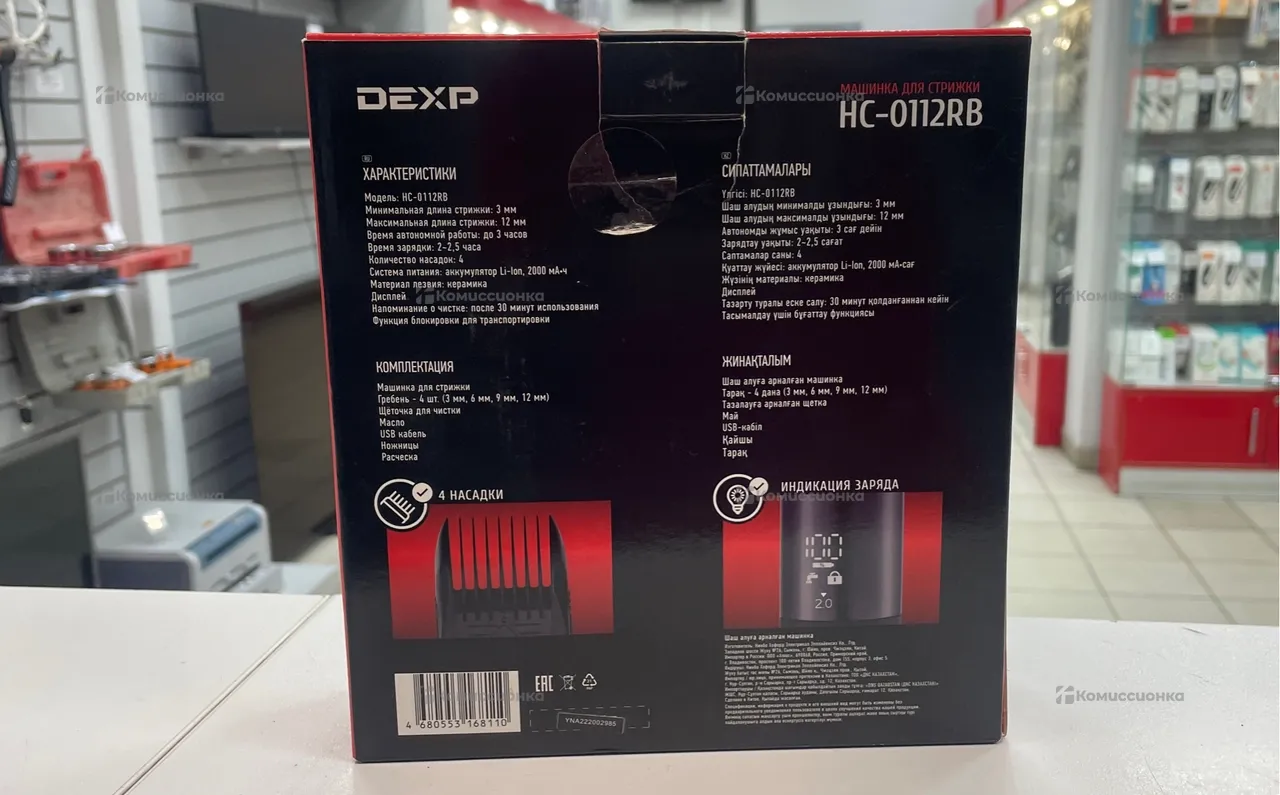 DEXP
МАШИНКА ДЛЯ СТРИЖКИ
HC-0112RB
RU
ХАРАКТЕРИСТИКИ
Модель: HC-0112RB
Минимальная длина стрижки: 3 мм
Максимальная длина стрижки: 12 мм
Время автономной работы: до 3 часов
Время зарядки: 2-2,5 часа
Количество насадок: 4
Система питания: аккумулятор Li-Ion, 2000 мА•ч
Материал лезвия: керамика
Дисплей
Напоминание о чистке: после 30 минут использования
Функция блокировки для транспортировки
KZ
СИПАТТАМАЛАРЫ
Үлгісі: HC-0112RB
Шаш алудың минималды ұзындығы: 3 мм
Шаш алудың максималды ұзындығы: 12 мм
Автономды жұмыс уақыты: 3 сағ дейін
Зарядтау уақыты: 2-2,5 сағат
Саптамалар саны: 4
Қуаттау жүйесі: аккумулятор Li-Ion, 2000 мА•сағ
Жүзінің материалы: керамика
Дисплей
Тазарту туралы еске салу: 30 минут қолданғаннан кейін
Тасымалдау үшін бұғаттау функциясы
КОМПЛЕКТАЦИЯ
Машинка для стрижки
Гребень - 4 шт. (3 мм, 6 мм, 9 мм, 12 мм)
Щёточка для чистки
Масло
USB кабель
Ножницы
Расческа
ЖИНАҚТАЛЫМ
Шаш алуға арналған машинка
Тарақ - 4 дана (3 мм, 6 мм, 9 мм, 12 мм)
Тазалауға арналған щетка
Май
USB-кабіл
Қайшы
Тарақ
4 НАСАДКИ
ИНДИКАЦИЯ ЗАРЯДА
100
%
2.0
Шаш алуға арналған машинка
4 680553 168110
EAC
YNA222002985
Комиссионка
Комиссионка
Комиссионка
Комиссионка
Комиссионка
Комиссионка
Комиссионка
Комиссионка